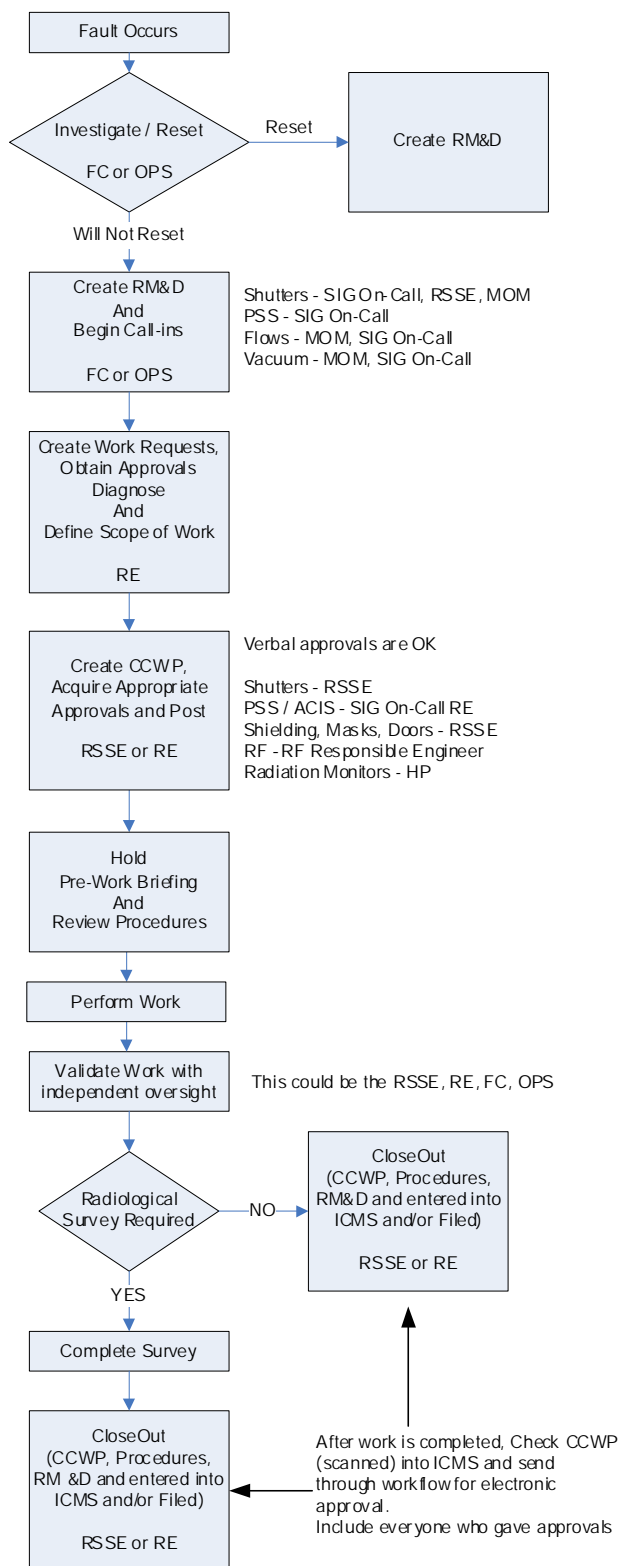 Fault Occurs
Investigate / Reset
FC or OPS
Reset
Create RM&D
Will Not Reset
Create RM&D
And
Begin Call-ins
FC or OPS
Shutters - SIG On-Call, RSSE, MOM
PSS - SIG On-Call
Flows - MOM, SIG On-Call
Vacuum - MOM, SIG On-Call
Create Work Requests,
Obtain Approvals
Diagnose
And
Define Scope of Work
RE
Create CCWP,
Acquire Appropriate
Approvals and Post
RSSE or RE
Verbal approvals are OK
Shutters - RSSE
PSS / ACIS - SIG On-Call RE
Shielding, Masks, Doors - RSSE
RF - RF Responsible Engineer
Radiation Monitors - HP
Hold
Pre-Work Briefing
And
Review Procedures
Perform Work
Validate Work with
independent oversight
This could be the RSSE, RE, FC, OPS
Radiological
Survey Required
NO
CloseOut
(CCWP, Procedures,
RM&D and entered into
ICMS and/or Filed)
RSSE or RE
YES
Complete Survey
CloseOut
(CCWP, Procedures,
RM &D and entered into
ICMS and/or Filed)
RSSE or RE
After work is completed, Check CCWP
(scanned) into ICMS and send
through workflow for electronic
approval.
Include everyone who gave approvals